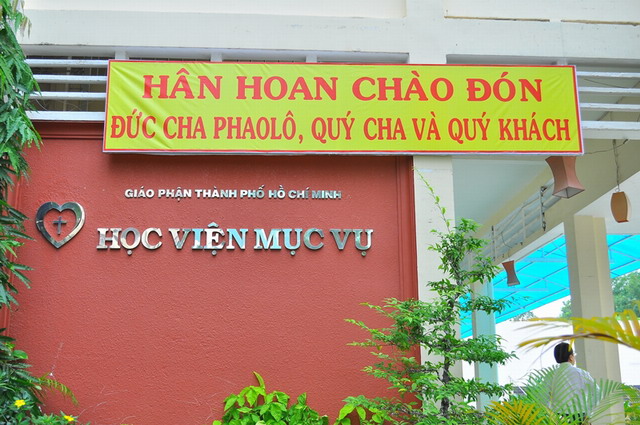 HÂN HOAN CHÀO ĐÓN
ĐỨC CHA PHAOLÔ, QUÝ CHA VÀ QUÝ KHÁCH
GIÁO PHẬN THÀNH PHỐ HỒ CHÍ MINH
HỌC VIỆN MỤC VỤ